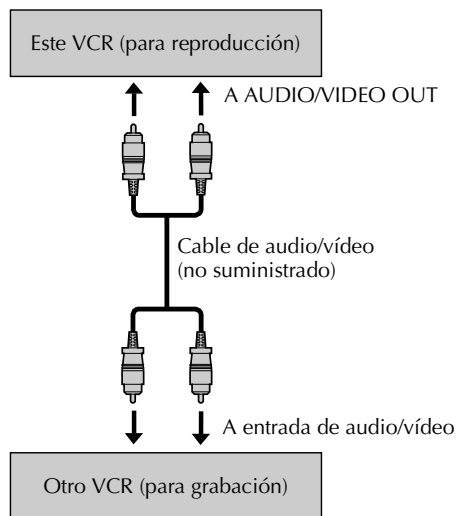 Este VCR (para reproducción)
A AUDIO/VIDEO OUT
Cable de audio/vídeo
(no suministrado)
A entrada de audio/vídeo
Otro VCR (para grabación)